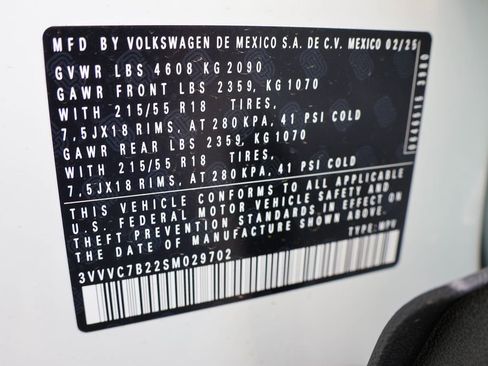 MFD BY VOLKSWAGEN DE MEXICO S.A. DE C.V. MEXICO 02/25
GVWR LBS 4608 KG 2090
GAWR FRONT LBS 2359, KG 1070
WITH 215/55 R18 TIRES,
7,5JX18 RIMS, AT 280 KPA, 41 PSI COLD
GAWR REAR LBS 2359, KG 1070
WITH 215/55 R18 TIRES,
7,5JX18 RIMS, AT 280 KPA, 41 PSI COLD
THIS VEHICLE CONFORMS TO ALL APPLICABLE
U.S. FEDERAL MOTOR VEHICLE SAFETY AND
THEFT PREVENTION STANDARDS IN EFFECT ON
THE DATE OF MANUFACTURE SHOWN ABOVE.
3VVVC7B22SM029702 TYPE: MPV